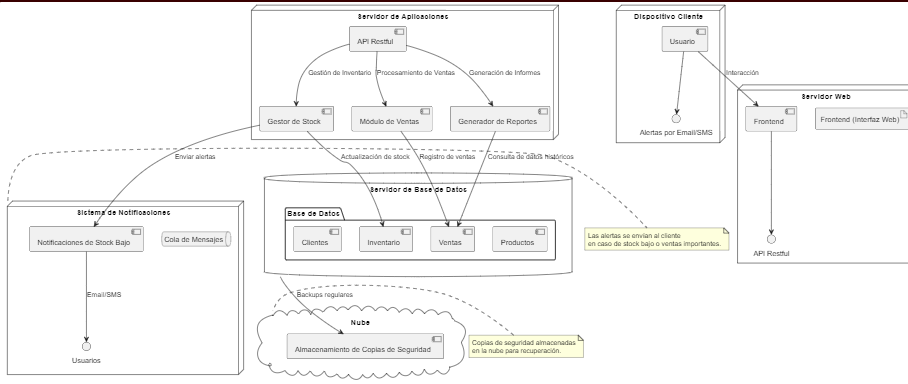 Servidor de Aplicaciones
API Restful
Gestión de Inventario
Procesamiento de Ventas
Generación de Informes
Gestor de Stock
Módulo de Ventas
Generador de Reportes
Dispositivo Cliente
Usuario
Interacción
Alertas por Email/SMS
Servidor Web
Frontend
Frontend (Interfaz Web)
API Restful
Enviar alertas
Actualización de stock
Registro de ventas
Consulta de datos históricos
Servidor de Base de Datos
Base de Datos
Clientes
Inventario
Ventas
Productos
Sistema de Notificaciones
Notificaciones de Stock Bajo
Cola de Mensajes
Email/SMS
Usuarios
Las alertas se envían al cliente
en caso de stock bajo o ventas importantes.
Backups regulares
Nube
Almacenamiento de Copias de Seguridad
Copias de seguridad almacenadas
en la nube para recuperación.